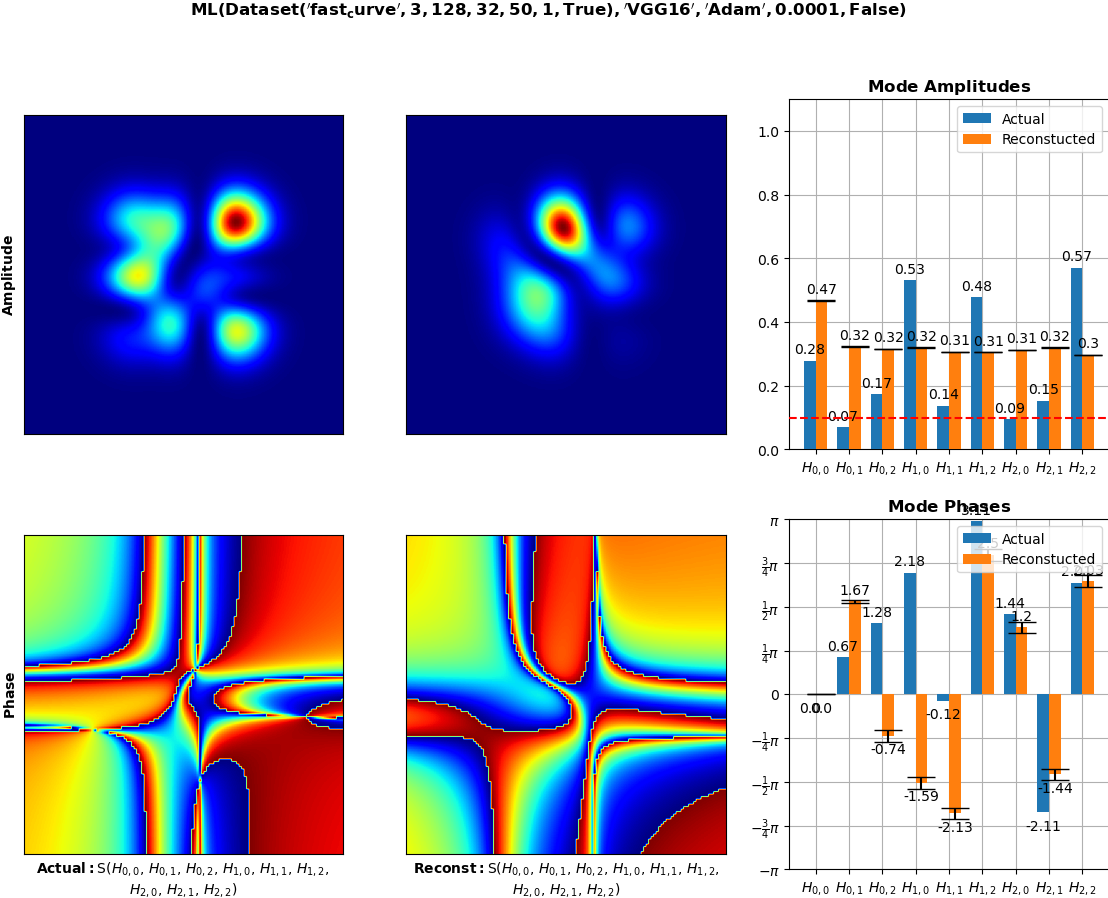 ML(Dataset('fast_curve', 3, 128, 32, 50, 1, True), 'VGG16', 'Adam', 0.0001, False)
Amplitude
Mode Amplitudes
Actual
Reconstucted
1.0
0.8
0.6
0.4
0.2
0.0
0.28
0.47
0.07
0.32
0.17
0.32
0.53
0.32
0.14
0.31
0.48
0.31
0.09
0.31
0.15
0.32
0.57
0.3
H0,0 H0,1 H0,2 H1,0 H1,1 H1,2 H2,0 H2,1 H2,2
Phase
Actual: S(H0,0, H0,1, H0,2, H1,0, H1,1, H1,2,
H2,0, H2,1, H2,2)
Reconst: S(H0,0, H0,1, H0,2, H1,0, H1,1, H1,2,
H2,0, H2,1, H2,2)
Mode Phases
Actual
Reconstucted
π
3/4π
1/2π
1/4π
0
−1/4π
−1/2π
−3/4π
−π
0.0
0.67
1.67
1.28
-0.74
2.18
-1.59
-0.12
-2.13
3.11
1.44
1.2
-2.11
-1.44
H0,0 H0,1 H0,2 H1,0 H1,1 H1,2 H2,0 H2,1 H2,2